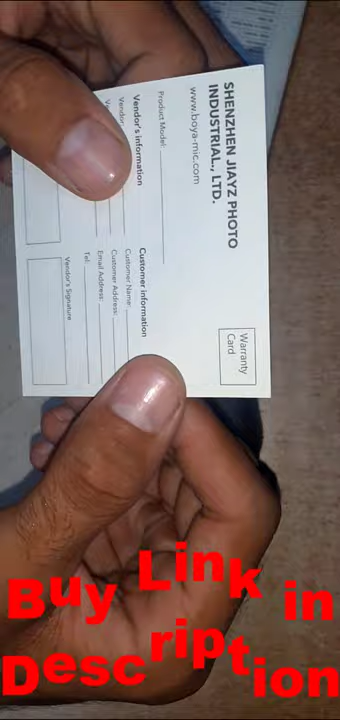 SHENZHEN JIAYZ PHOTO
INDUSTRIAL., LTD.
www.boya-mic.com
Warranty
Card
Product Model:
Vendor's information
Vendor
Customer information
Customer Name:
Customer Address:
Email Address:
Tel:
Vendor's Signature
Buy Link in
Description